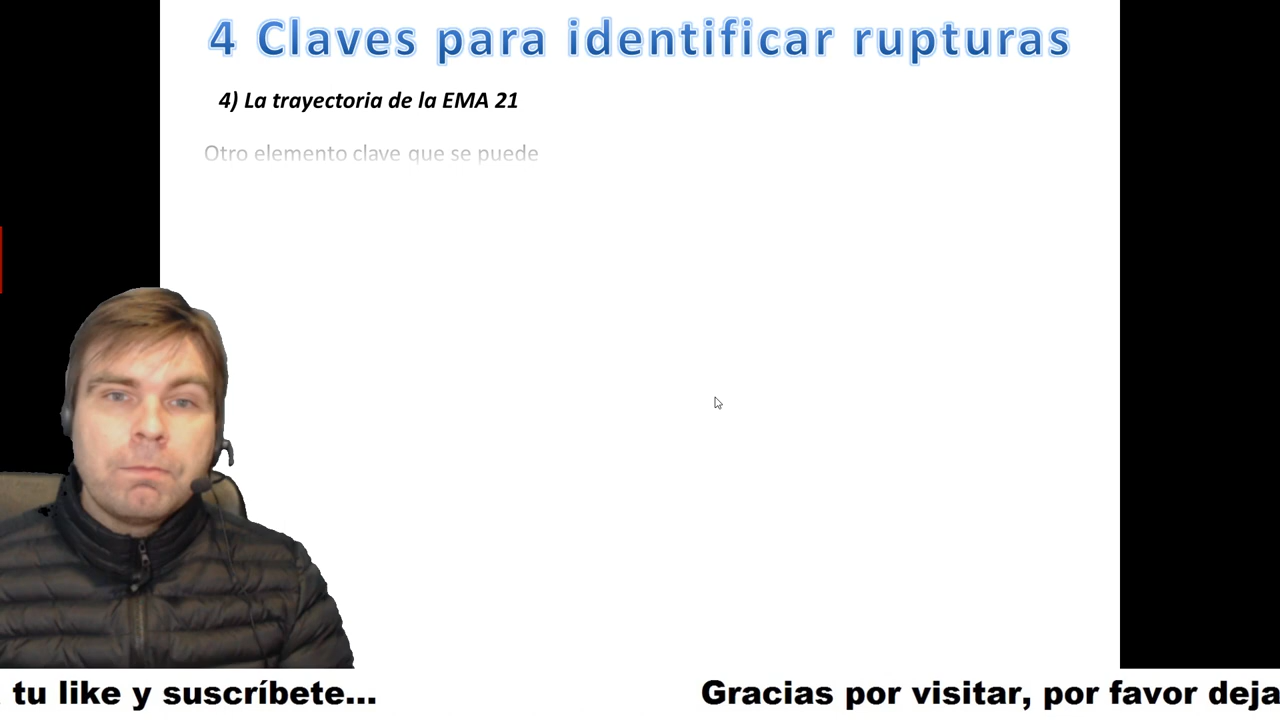 4 Claves para identificar rupturas
4) La trayectoria de la EMA 21
Otro elemento clave que se puede
tu like y suscríbete... Gracias por visitar, por favor deja